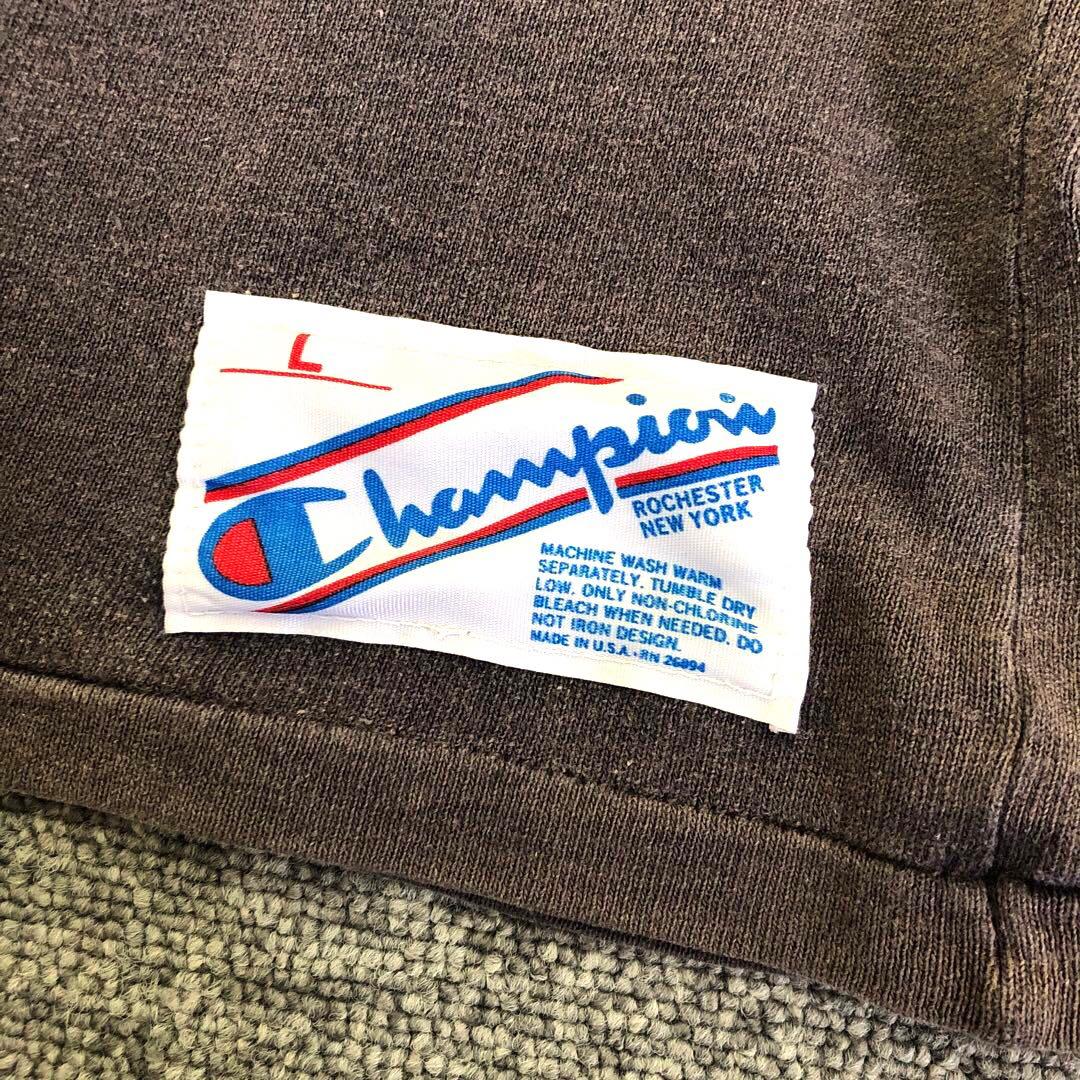 L
Champion
ROCHESTER
NEW YORK
MACHINE WASH WARM
SEPARATELY. TUMBLE DRY
LOW. ONLY NON-CHLORINE
BLEACH WHEN NEEDED. DO
NOT IRON DESIGN.
MADE IN U.S.A. · RN 26094